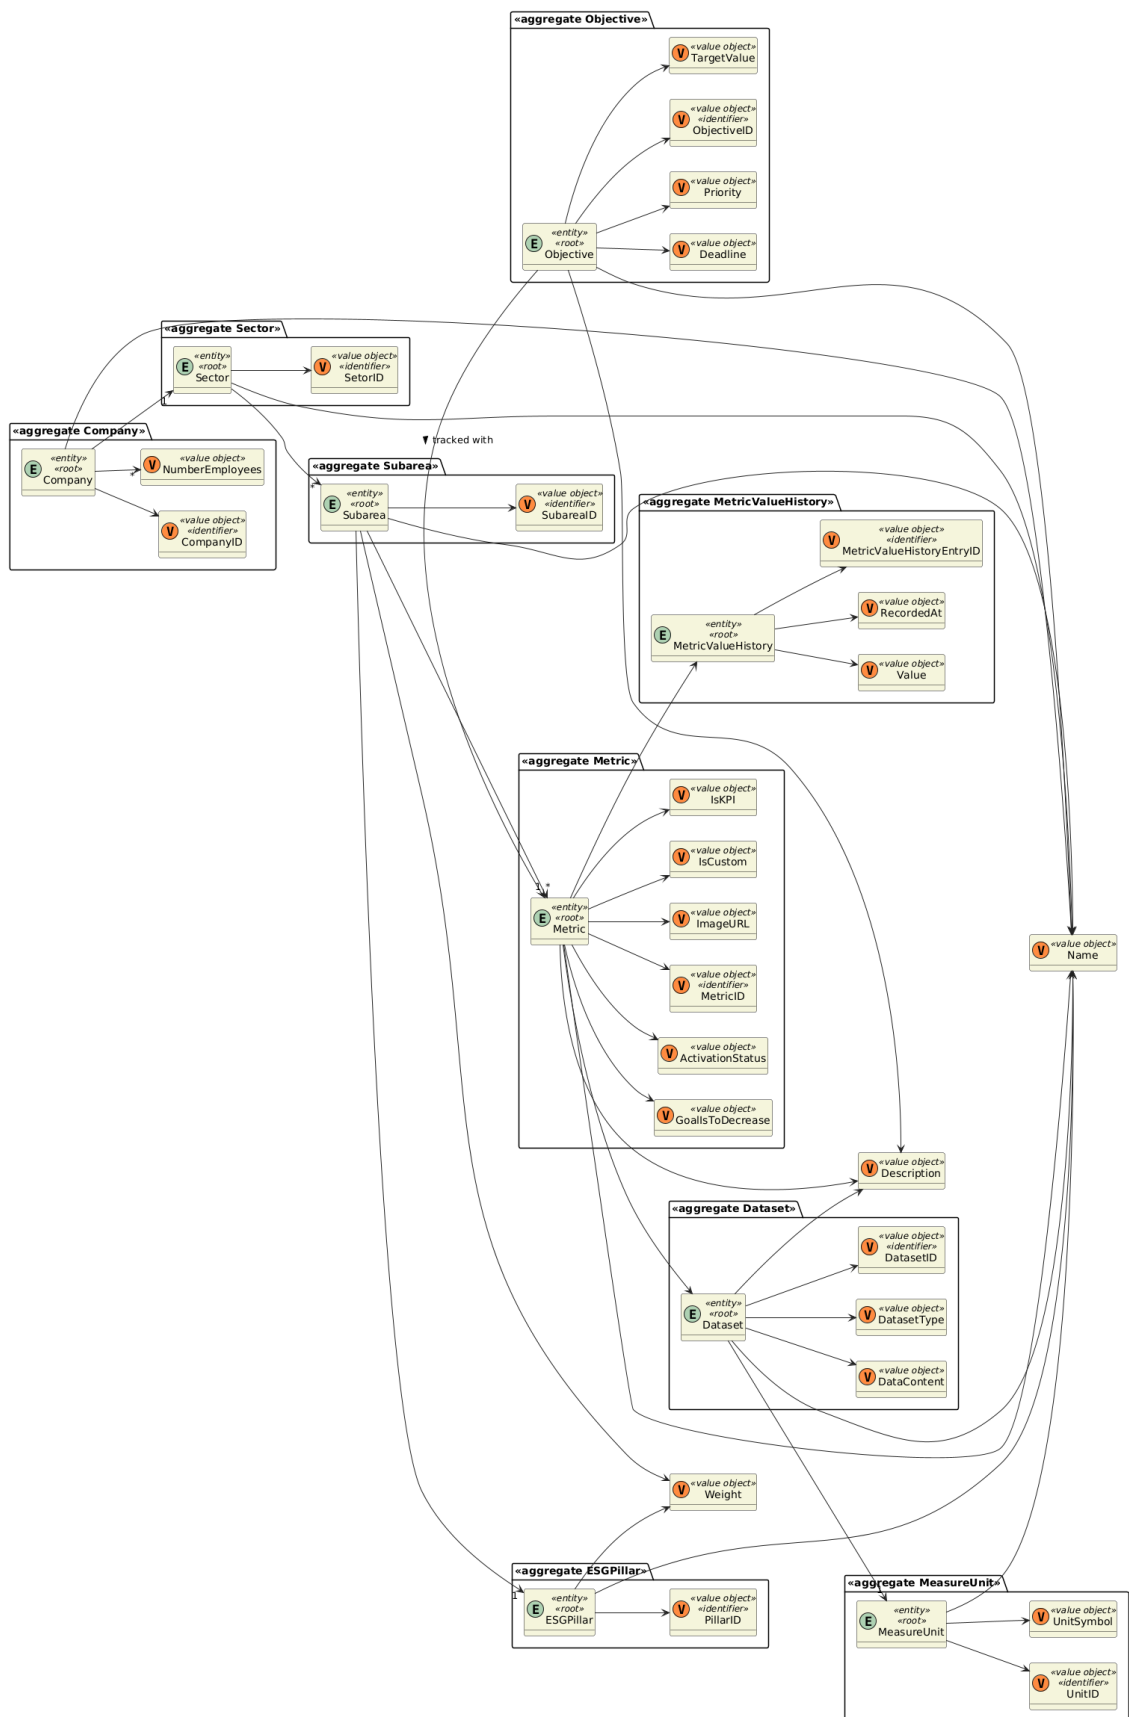 «aggregate Objective»
V «value object»
TargetValue
V «value object»
«identifier»
ObjectiveID
V «value object»
Priority
E «entity»
«root»
Objective
V «value object»
Deadline
«aggregate Sector»
E «entity»
«root»
Sector
V «value object»
«identifier»
SetorID
1
«aggregate Company»
E «entity»
«root»
Company
V «value object»
NumberEmployees
*
V «value object»
«identifier»
CompanyID
tracked with
«aggregate Subarea»
*
E «entity»
«root»
Subarea
V «value object»
«identifier»
SubareaID
«aggregate MetricValueHistory»
V «value object»
«identifier»
MetricValueHistoryEntryID
V «value object»
RecordedAt
E «entity»
«root»
MetricValueHistory
V «value object»
Value
«aggregate Metric»
V «value object»
IsKPI
V «value object»
IsCustom
1 *
E «entity»
«root»
Metric
V «value object»
ImageURL
V «value object»
«identifier»
MetricID
V «value object»
ActivationStatus
V «value object»
GoalIsToDecrease
V «value object»
Name
V «value object»
Description
«aggregate Dataset»
V «value object»
«identifier»
DatasetID
E «entity»
«root»
Dataset
V «value object»
DatasetType
V «value object»
DataContent
V «value object»
Weight
«aggregate ESGPillar»
1
E «entity»
«root»
ESGPillar
V «value object»
«identifier»
PillarID
«aggregate MeasureUnit»
1
E «entity»
«root»
MeasureUnit
V «value object»
UnitSymbol
V «value object»
«identifier»
UnitID